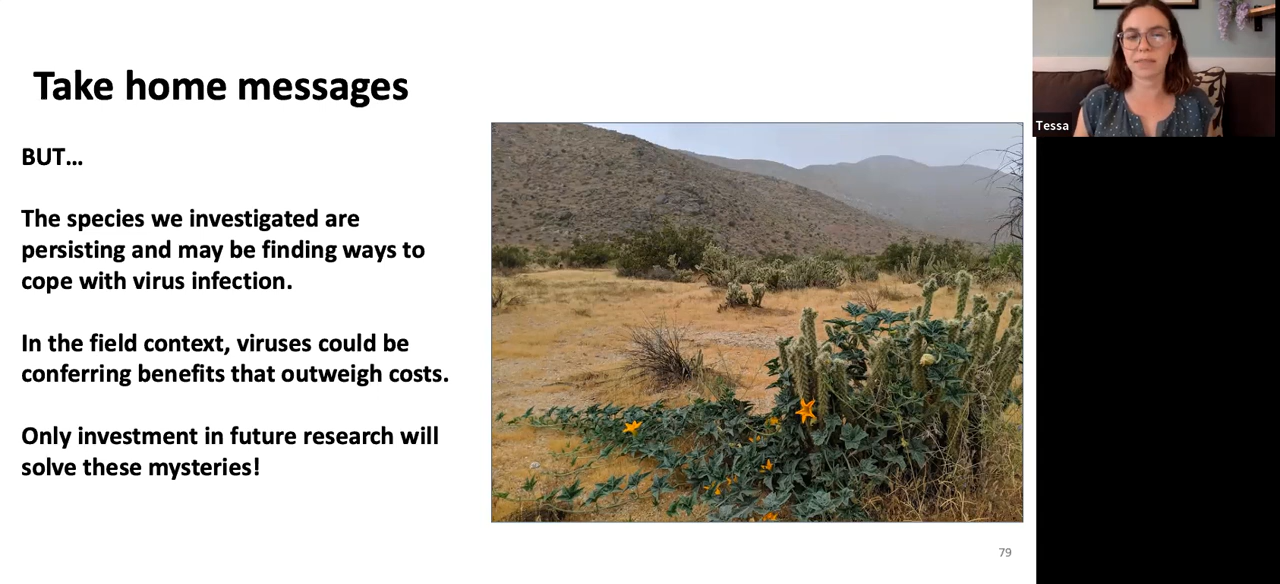 Take home messages
BUT...
The species we investigated are
persisting and may be finding ways to
cope with virus infection.
In the field context, viruses could be
conferring benefits that outweigh costs.
Only investment in future research will
solve these mysteries!
79
Tessa